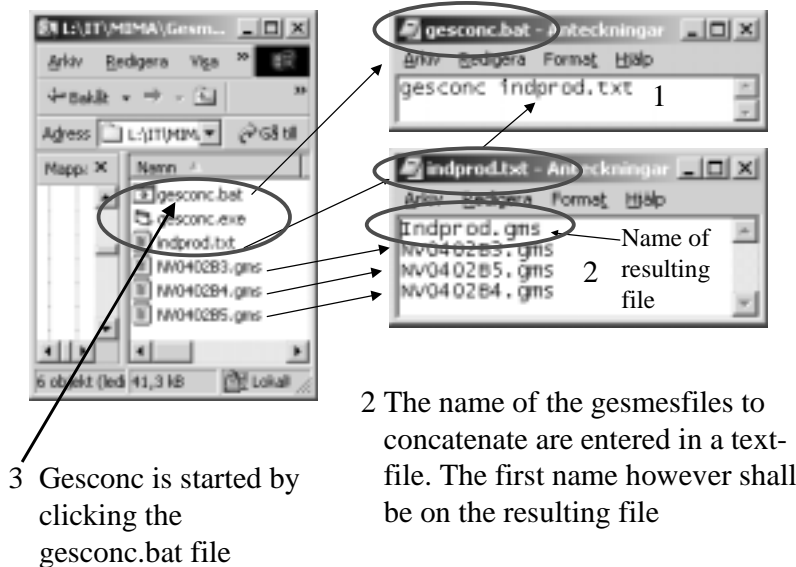 L:\IT\MIMA\Gesm...
Arkiv Redigera Visa »
Bakåt »
Adress L:\IT\MIM Gå till
Mapp: Namn
gesconc.bat
gesconc.exe
indprod.txt
NV0402B3.gms
NV0402B4.gms
NV0402B5.gms
6 objekt (ledi 41,3 kB Lokalt
gesconc.bat - Anteckningar
Arkiv Redigera Format Hjälp
gesconc indprod.txt 1
indprod.txt - Anteckningar
Arkiv Redigera Format Hjälp
Indprod.gms
NV0402B3.gms
NV0402B5.gms
NV0402B4.gms
Name of
2 resulting
file
2 The name of the gesmesfiles to
concatenate are entered in a text-
file. The first name however shall
be on the resulting file
3 Gesconc is started by
clicking the
gesconc.bat file